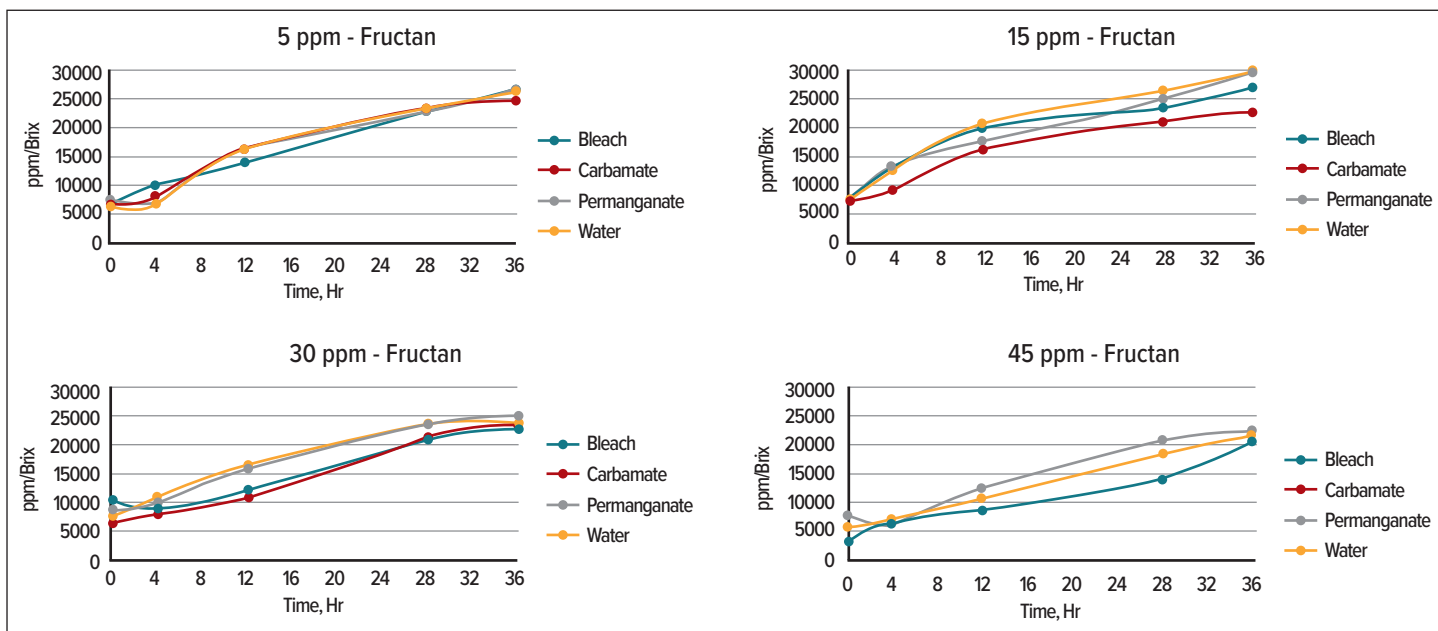 5 ppm - Fructan
30000
25000
20000
15000
10000
5000
0
ppm/Brix
0 4 8 12 16 20 24 28 32 36
Time, Hr
Bleach
Carbamate
Permanganate
Water
15 ppm - Fructan
30000
25000
20000
15000
10000
5000
0
ppm/Brix
0 4 8 12 16 20 24 28 32 36
Time, Hr
Bleach
Carbamate
Permanganate
Water
30 ppm - Fructan
30000
25000
20000
15000
10000
5000
0
ppm/Brix
0 4 8 12 16 20 24 28 32 36
Time, Hr
Bleach
Carbamate
Permanganate
Water
45 ppm - Fructan
30000
25000
20000
15000
10000
5000
0
ppm/Brix
0 4 8 12 16 20 24 28 32 36
Time, Hr
Bleach
Carbamate
Permanganate
Water